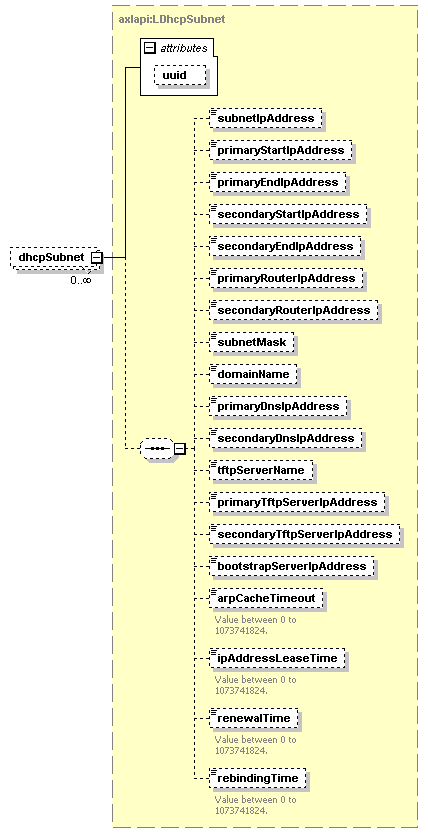 axlapi:LDhcpSubnet
attributes
uuid
subnetIpAddress
primaryStartIpAddress
primaryEndIpAddress
secondaryStartIpAddress
secondaryEndIpAddress
dhcpSubnet
0..∞
primaryRouterIpAddress
secondaryRouterIpAddress
subnetMask
domainName
primaryDnsIpAddress
secondaryDnsIpAddress
tftpServerName
primaryTftpServerIpAddress
secondaryTftpServerIpAddress
bootstrapServerIpAddress
arpCacheTimeout
Value between 0 to
1073741824.
ipAddressLeaseTime
Value between 0 to
1073741824.
renewalTime
Value between 0 to
1073741824.
rebindingTime
Value between 0 to
1073741824.